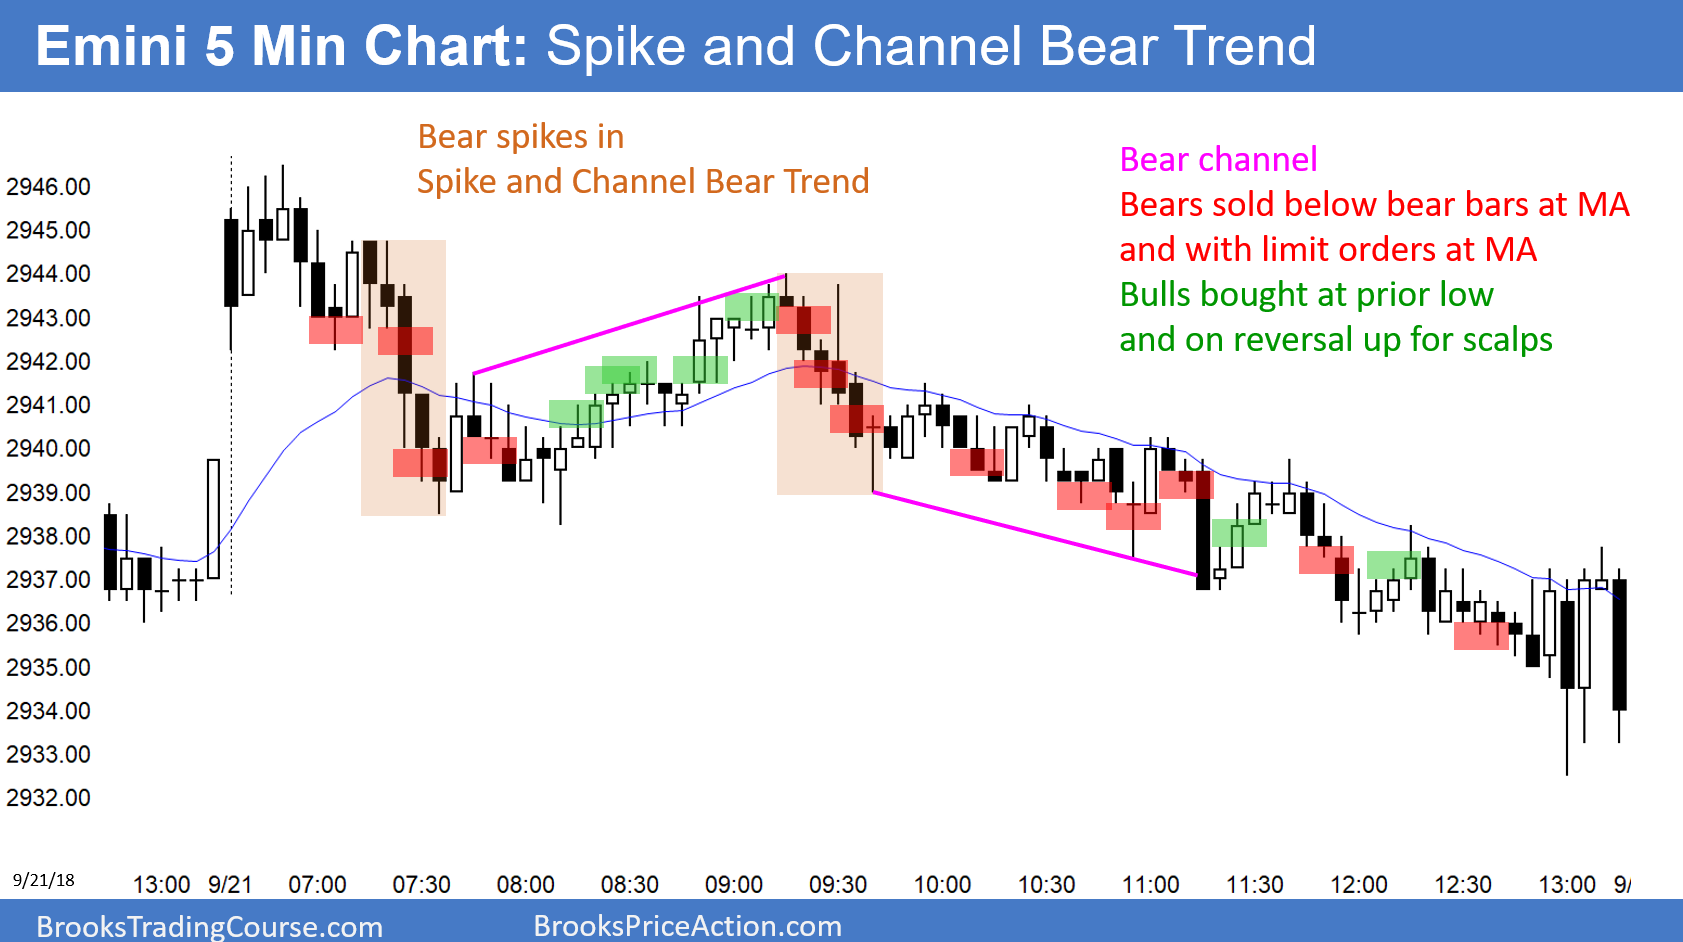 Emini 5 Min Chart: Spike and Channel Bear Trend
Bear spikes in
Spike and Channel Bear Trend
Bear channel
Bears sold below bear bars at MA
and with limit orders at MA
Bulls bought at prior low
and on reversal up for scalps
2946.00
2945.00
2944.00
2943.00
2942.00
2941.00
2940.00
2939.00
2938.00
2937.00
2936.00
2935.00
2934.00
2933.00
2932.00
9/21/18 13:00 9/21 07:00 07:30 08:00 08:30 09:00 09:30 10:00 10:30 11:00 11:30 12:00 12:30 13:00 9/
BrooksTradingCourse.com BrooksPriceAction.com